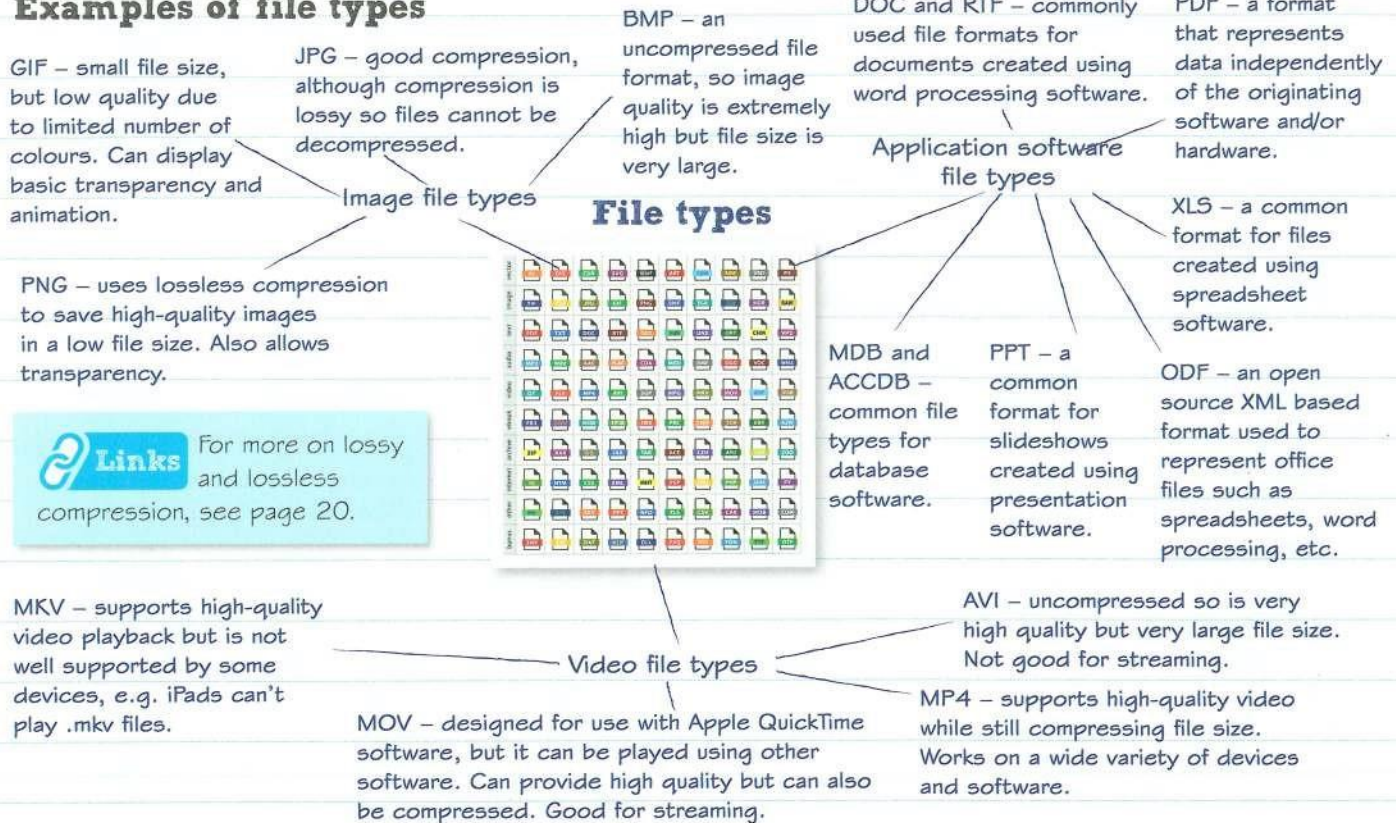 Examples of file types
GIF – small file size,
but low quality due
to limited number of
colours. Can display
basic transparency and
animation.
JPG – good compression,
although compression is
lossy so files cannot be
decompressed.
BMP – an
uncompressed file
format, so image
quality is extremely
high but file size is
very large.
Image file types
PNG – uses lossless compression
to save high-quality images
in a low file size. Also allows
transparency.
DOC and RTF – commonly
used file formats for
documents created using
word processing software.
PDF – a format
that represents
data independently
of the originating
software and/or
hardware.
Application software
file types
XLS – a common
format for files
created using
spreadsheet
software.
File types
MDB and
ACCDB –
common file
types for
database
software.
PPT – a
common
format for
slideshows
created using
presentation
software.
ODF – an open
source XML based
format used to
represent office
files such as
spreadsheets, word
processing, etc.
Links For more on lossy
and lossless
compression, see page 20.
MKV – supports high-quality
video playback but is not
well supported by some
devices, e.g. iPads can't
play .mkv files.
Video file types
AVI – uncompressed so is very
high quality but very large file size.
Not good for streaming.
MOV – designed for use with Apple QuickTime
software, but it can be played using other
software. Can provide high quality but can also
be compressed. Good for streaming.
MP4 – supports high-quality video
while still compressing file size.
Works on a wide variety of devices
and software.